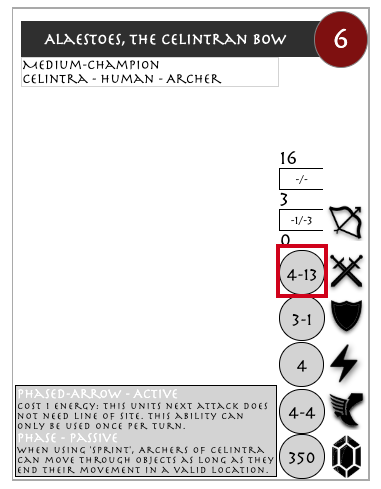 Alaestoes, the Celintran Bow
6
Medium-Champion
Celintra - Human - Archer
16
-/-
3
-1/-3
0
4-13
3-1
4
4-4
350
Phased-Arrow - Active
Cost 1 energy: this units next attack does
not need line of site. This ability can
only be used once per turn.
Phase - Passive
When using 'Sprint', Archers of Celintra
can move through objects as long as they
end their movement in a valid location.